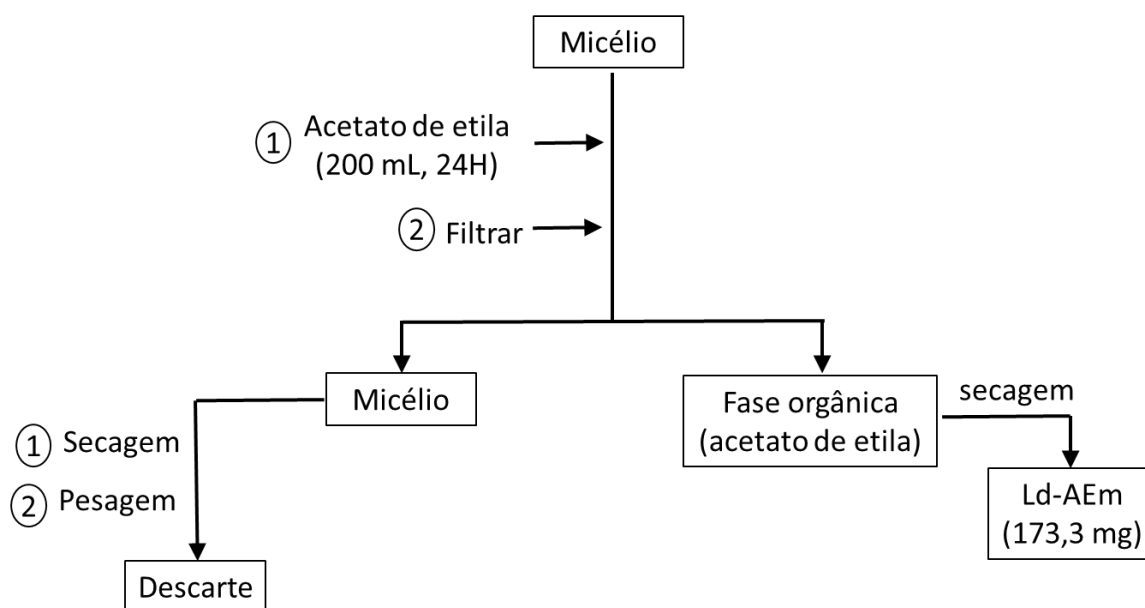 Micélio
1 Acetato de etila
(200 mL, 24H)
2 Filtrar
Micélio
Fase orgânica
(acetato de etila)
secagem
1 Secagem
2 Pesagem
Ld-AEm
(173,3 mg)
Descarte